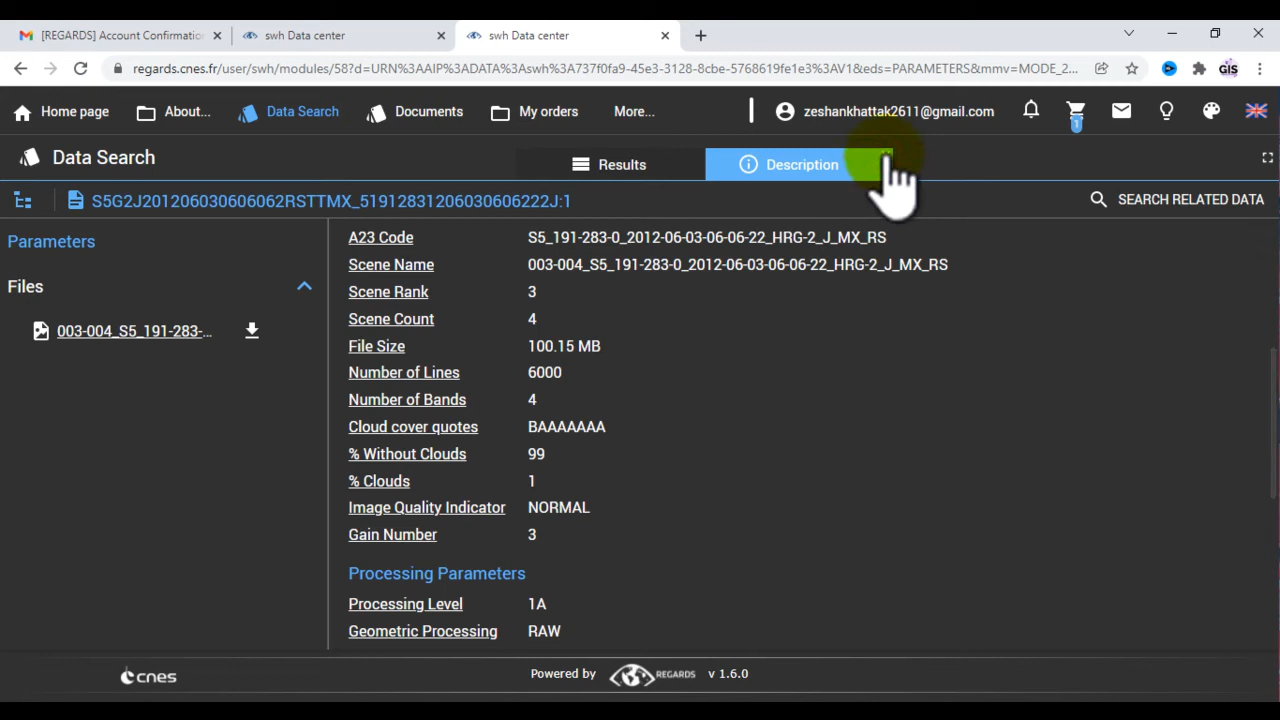 [REGARDS] Account Confirmation
swh Data center
swh Data center
regards.cnes.fr/user/swh/modules/58?d=URN%3AAIP%3ADATA%3Aswh%3A737f0fa9-45e3-3128-8cbe-5768619fe1e3%3AV1&eds=PARAMETERS&mmv=MODE_2...
GIS
Home page
About...
Data Search
Documents
My orders
More...
zeshankhattak2611@gmail.com
1
Data Search
Results
Description
S5G2J201206030606062RSTTMX_51912831206030606222J:1
SEARCH RELATED DATA
Parameters
Files
003-004_S5_191-283-...
A23 Code S5_191-283-0_2012-06-03-06-06-22_HRG-2_J_MX_RS
Scene Name 003-004_S5_191-283-0_2012-06-03-06-06-22_HRG-2_J_MX_RS
Scene Rank 3
Scene Count 4
File Size 100.15 MB
Number of Lines 6000
Number of Bands 4
Cloud cover quotes BAAAAAAA
% Without Clouds 99
% Clouds 1
Image Quality Indicator NORMAL
Gain Number 3
Processing Parameters
Processing Level 1A
Geometric Processing RAW
cnes
Powered by REGARDS v 1.6.0